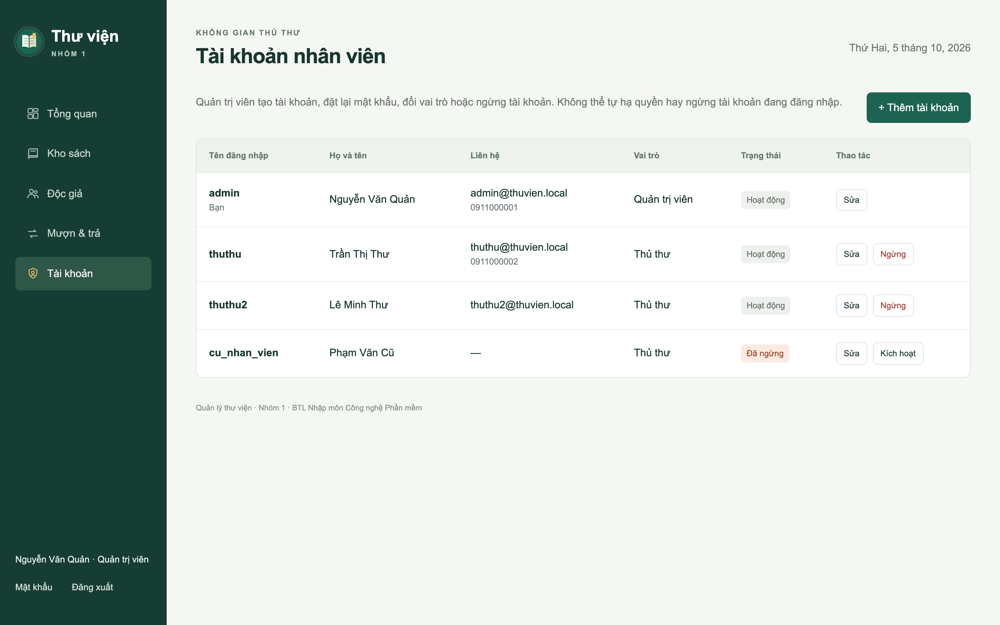 Thư viện
NHÓM 1
Tổng quan
Kho sách
Độc giả
Mượn & trả
Tài khoản
Nguyễn Văn Quản · Quản trị viên
Mật khẩu Đăng xuất
KHÔNG GIAN THỦ THƯ
Tài khoản nhân viên
Thứ Hai, 5 tháng 10, 2026
Quản trị viên tạo tài khoản, đặt lại mật khẩu, đổi vai trò hoặc ngừng tài khoản. Không thể tự hạ quyền hay ngừng tài khoản đang đăng nhập.
+ Thêm tài khoản
Tên đăng nhập Họ và tên Liên hệ Vai trò Trạng thái Thao tác
admin Nguyễn Văn Quản admin@thuvien.local Quản trị viên Hoạt động Sửa
Bạn 0911000001
thuthu Trần Thị Thư thuthu@thuvien.local Thủ thư Hoạt động Sửa Ngừng
0911000002
thuthu2 Lê Minh Thư thuthu2@thuvien.local Thủ thư Hoạt động Sửa Ngừng
cu_nhan_vien Phạm Văn Cũ — Thủ thư Đã ngừng Sửa Kích hoạt
Quản lý thư viện · Nhóm 1 · BTL Nhập môn Công nghệ Phần mềm